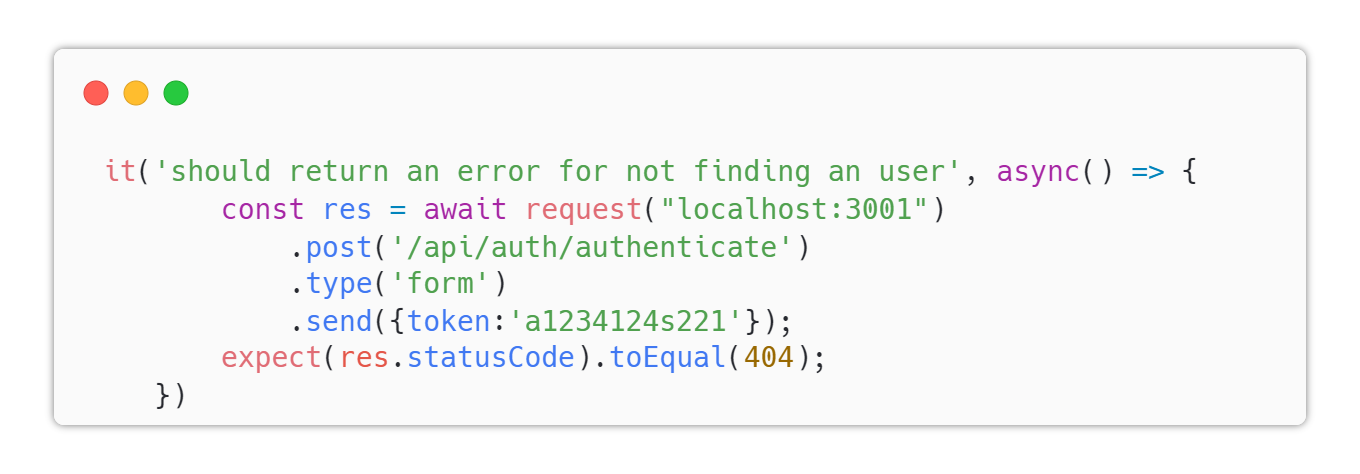 it('should return an error for not finding an user', async() => {
const res = await request("localhost:3001")
.post('/api/auth/authenticate')
.type('form')
.send({token:'a1234124s221'});
expect(res.statusCode).toEqual(404);
})